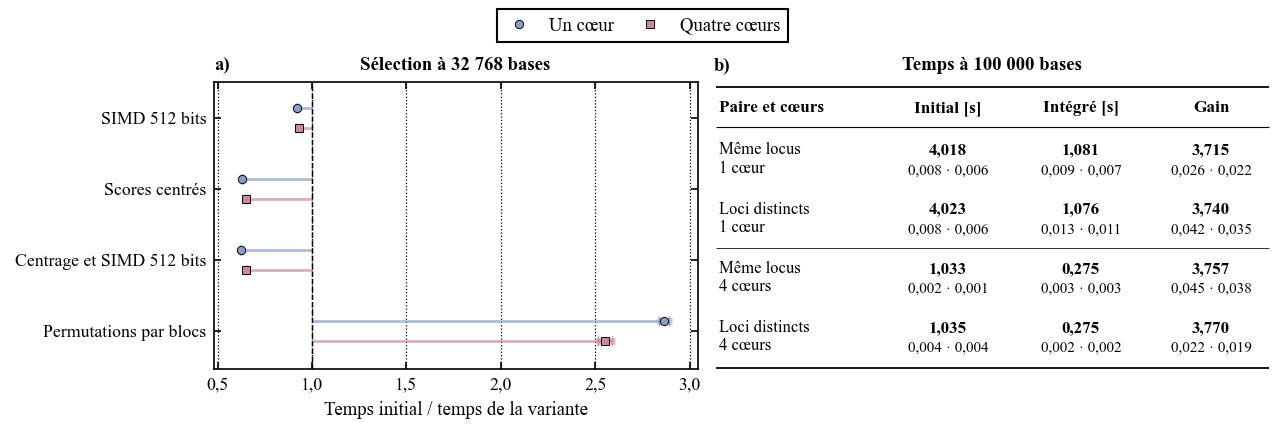 Un cœur Quatre cœurs
a) Sélection à 32 768 bases
SIMD 512 bits
Scores centrés
Centrage et SIMD 512 bits
Permutations par blocs
0,5 1,0 1,5 2,0 2,5 3,0
Temps initial / temps de la variante
b) Temps à 100 000 bases
Paire et cœurs Initial [s] Intégré [s] Gain
Même locus 4,018 1,081 3,715
1 cœur 0,008 · 0,006 0,009 · 0,007 0,026 · 0,022
Loci distincts 4,023 1,076 3,740
1 cœur 0,008 · 0,006 0,013 · 0,011 0,042 · 0,035
Même locus 1,033 0,275 3,757
4 cœurs 0,002 · 0,001 0,003 · 0,003 0,045 · 0,038
Loci distincts 1,035 0,275 3,770
4 cœurs 0,004 · 0,004 0,002 · 0,002 0,022 · 0,019